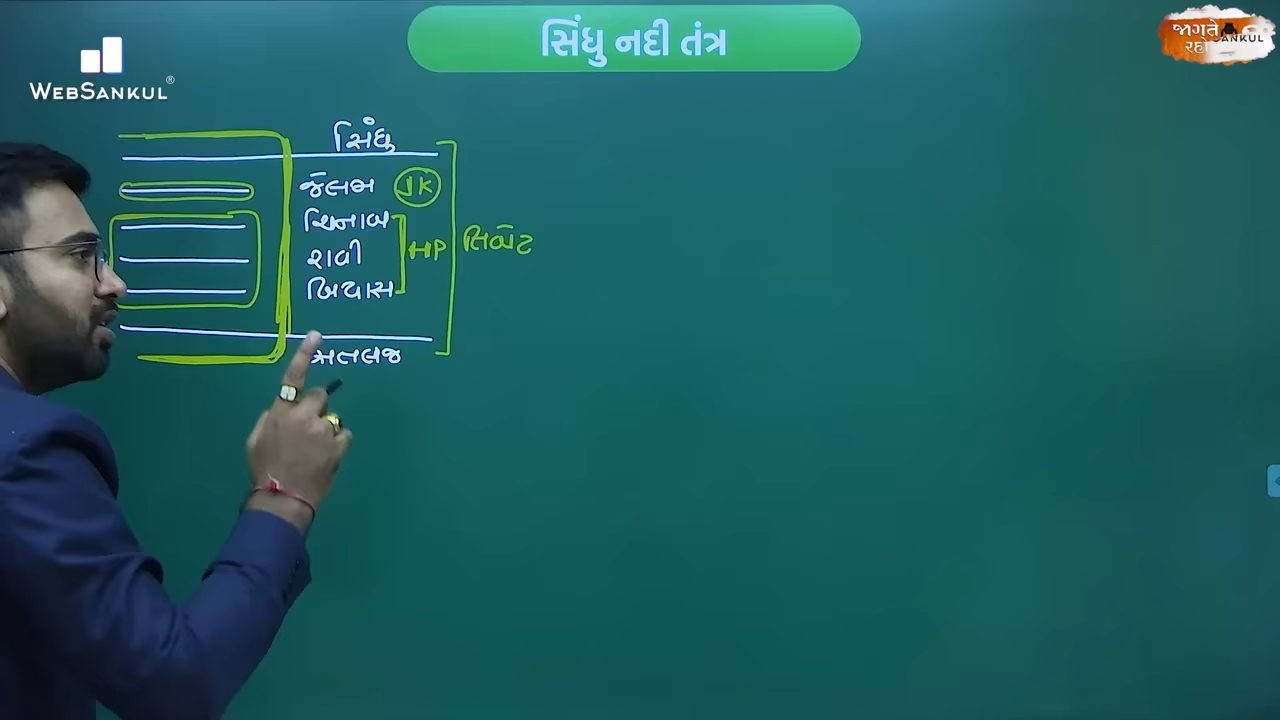 સિંધુ નદી તંત્ર
WEBSANKUL®
જાગતે
રહો
SANKUL
સિંધુ
જેલમ JK
ચિનાબ
રાવી HP તિબેટ
બિયાસ
સતલજ